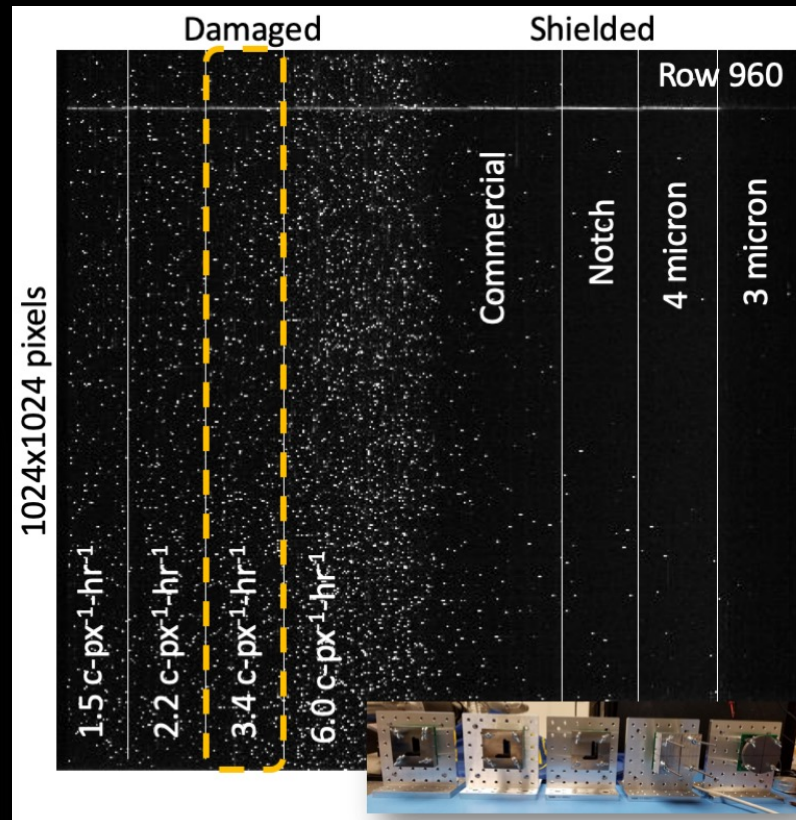 Damaged
Shielded
Row 960
Commercial
Notch
4 micron
3 micron
1024x1024 pixels
1.5 c-px⁻¹-hr⁻¹
2.2 c-px⁻¹-hr⁻¹
3.4 c-px⁻¹-hr⁻¹
6.0 c-px⁻¹-hr⁻¹